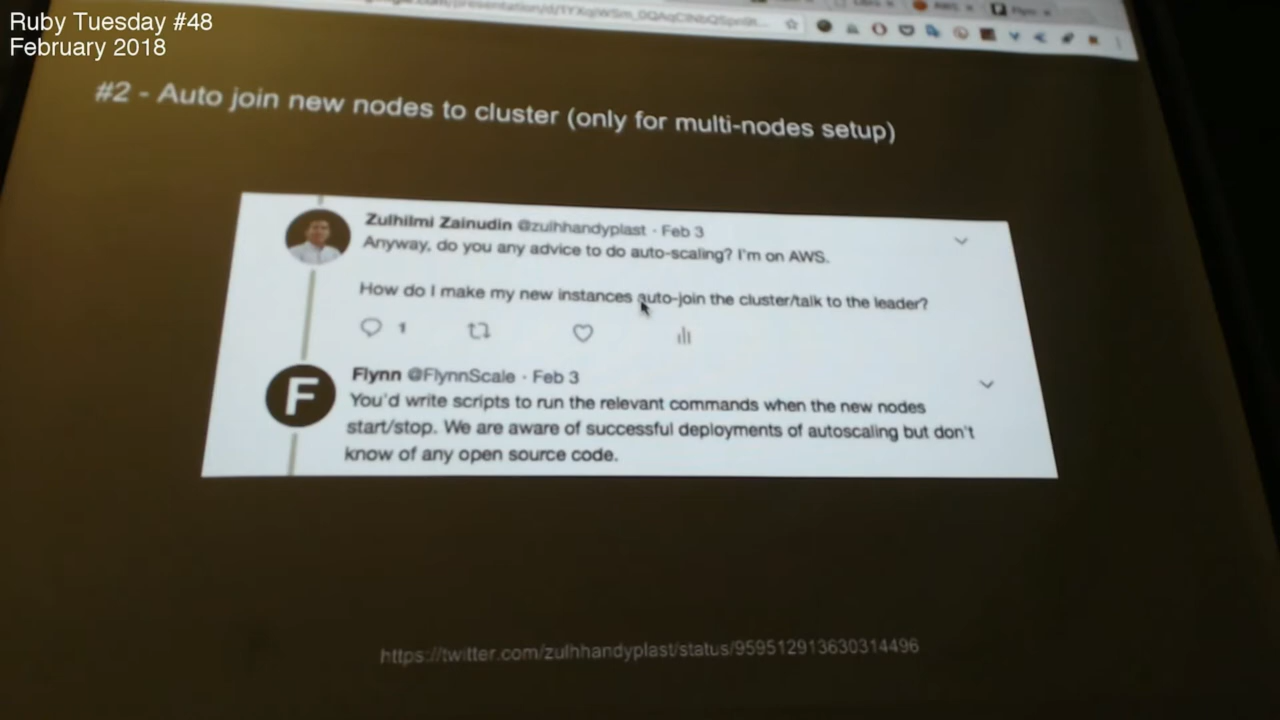 Ruby Tuesday #48
February 2018
#2 - Auto join new nodes to cluster (only for multi-nodes setup)
Zulhilmi Zainudin @zulhhandyplast · Feb 3
Anyway, do you any advice to do auto-scaling? I'm on AWS.
How do I make my new instances auto-join the cluster/talk to the leader?
1
F
Flynn @FlynnScale · Feb 3
You'd write scripts to run the relevant commands when the new nodes
start/stop. We are aware of successful deployments of autoscaling but don't
know of any open source code.
https://twitter.com/zulhhandyplast/status/959512913630314496